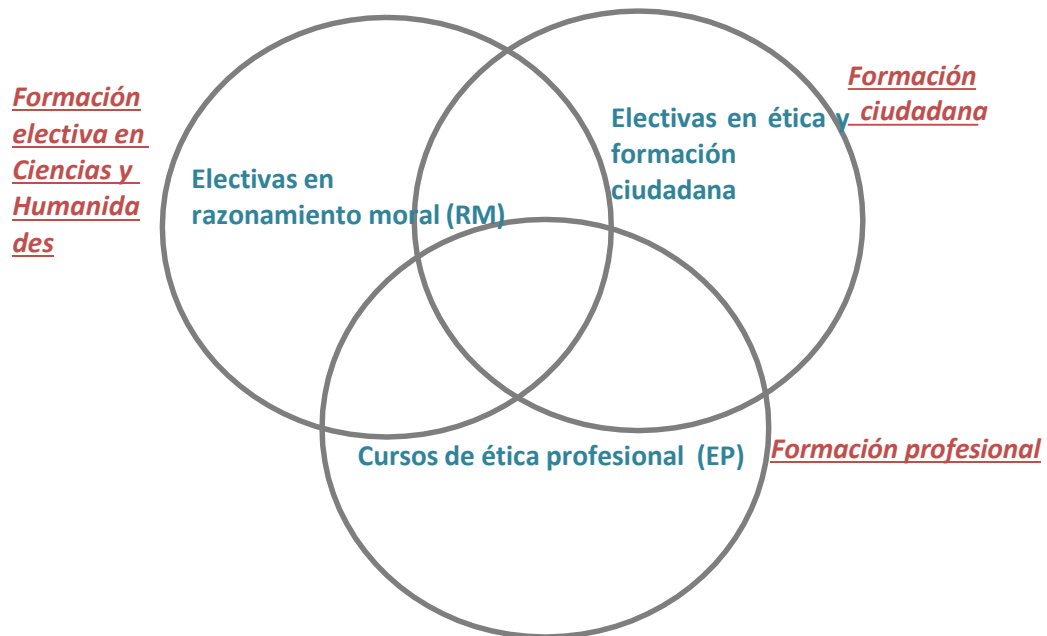 Formación
electiva en
Ciencias y
Humanida
des
Electivas en
razonamiento moral (RM)
Electivas en ética y
formación
ciudadana
Formación
ciudadana
Cursos de ética profesional (EP)
Formación profesional